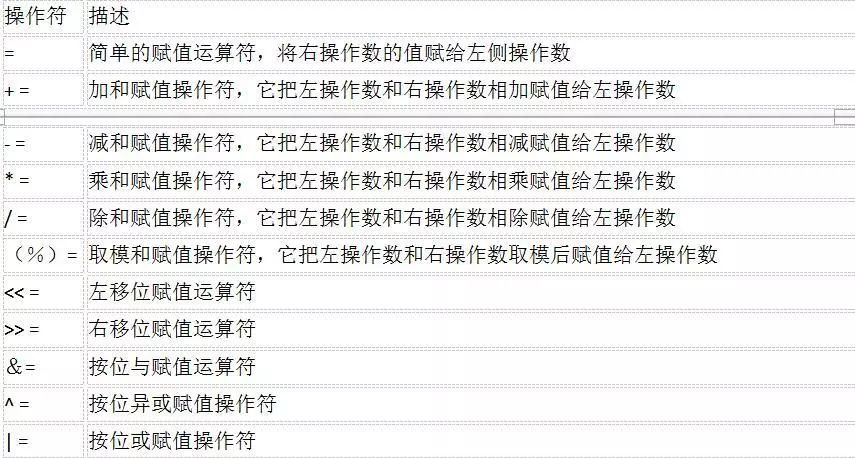 操作符 描述
= 简单的赋值运算符，将右操作数的值赋给左侧操作数
+ = 加和赋值操作符，它把左操作数和右操作数相加赋值给左操作数
- = 减和赋值操作符，它把左操作数和右操作数相减赋值给左操作数
* = 乘和赋值操作符，它把左操作数和右操作数相乘赋值给左操作数
/ = 除和赋值操作符，它把左操作数和右操作数相除赋值给左操作数
（%）= 取模和赋值操作符，它把左操作数和右操作数取模后赋值给左操作数
<< = 左移位赋值运算符
>> = 右移位赋值运算符
＆= 按位与赋值运算符
^ = 按位异或赋值操作符
| = 按位或赋值操作符